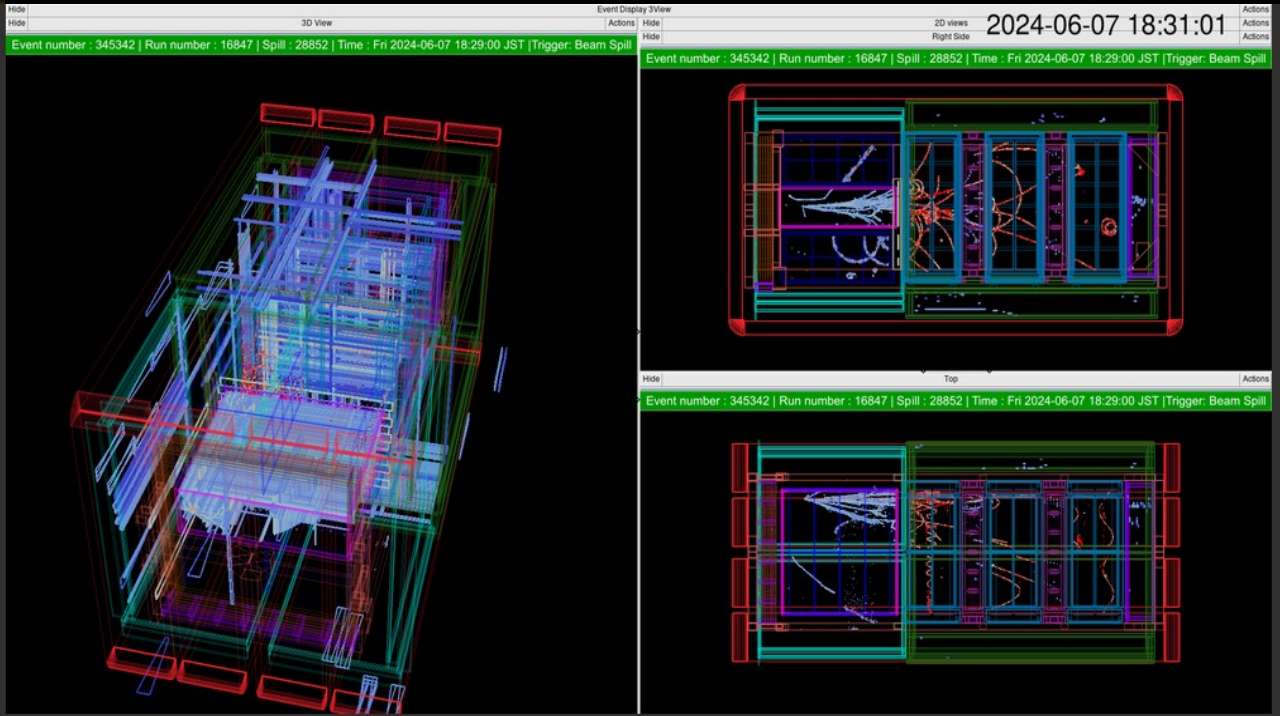 Hide Event Display 3View Actions
Hide 3D View Actions
Event number : 345342 | Run number : 16847 | Spill : 28852 | Time : Fri 2024-06-07 18:29:00 JST |Trigger: Beam Spill
Hide 2D views Actions
2024-06-07 18:31:01
Hide Right Side Actions
Event number : 345342 | Run number : 16847 | Spill : 28852 | Time : Fri 2024-06-07 18:29:00 JST |Trigger: Beam Spill
Hide Top Actions
Event number : 345342 | Run number : 16847 | Spill : 28852 | Time : Fri 2024-06-07 18:29:00 JST |Trigger: Beam Spill